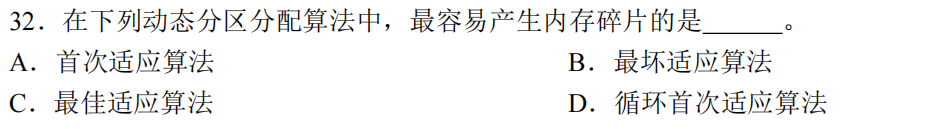 32．在下列动态分区分配算法中，最容易产生内存碎片的是______。
A．首次适应算法 B．最坏适应算法
C．最佳适应算法 D．循环首次适应算法